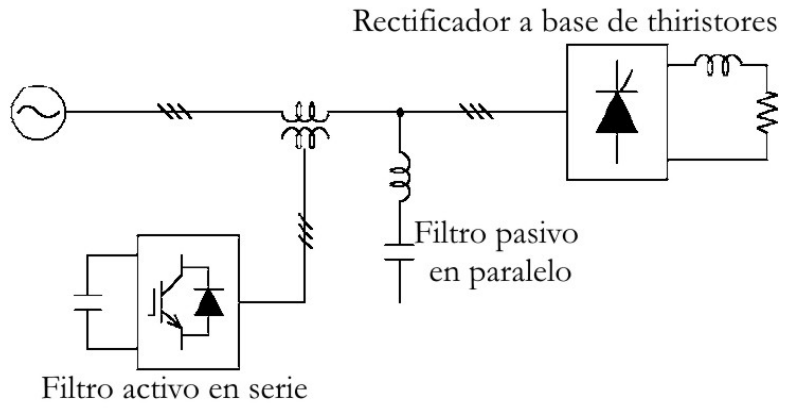 Rectificador a base de thiristores
Filtro pasivo
en paralelo
Filtro activo en serie